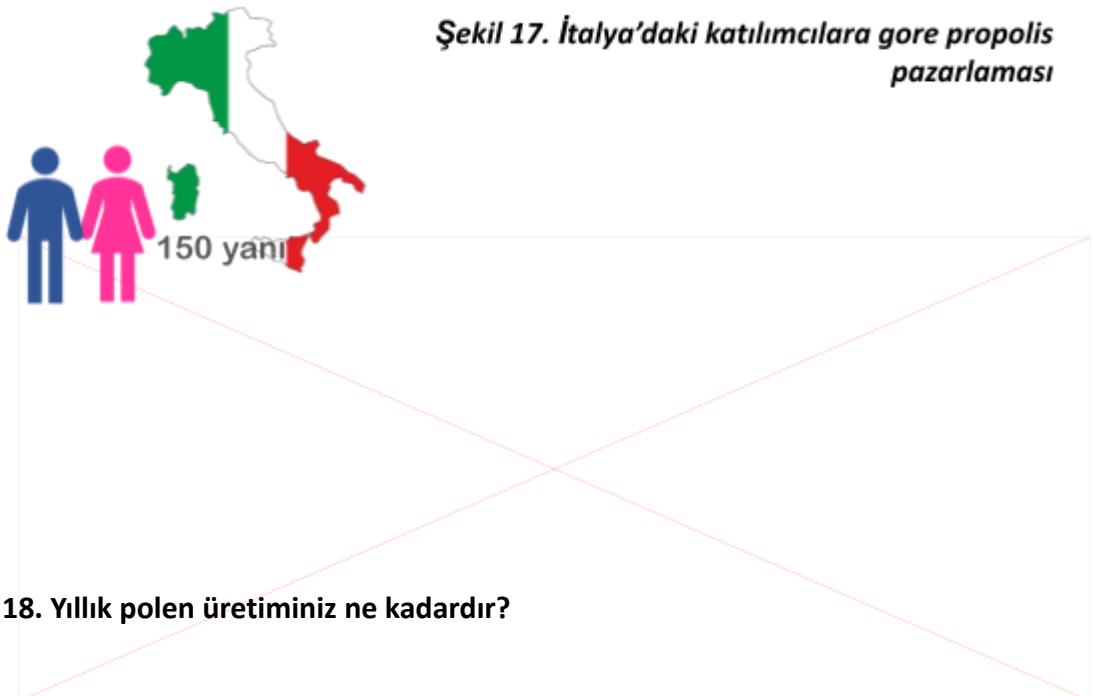 Şekil 17. İtalya'daki katılımcılara gore propolis
pazarlaması
150 yanı
18. Yıllık polen üretiminiz ne kadardır?